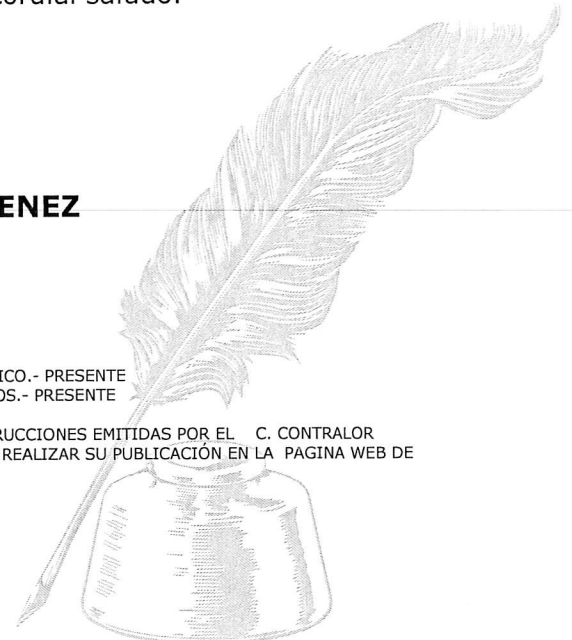 cordial saludo.
ENEZ
ICO.- PRESENTE
OS.- PRESENTE
RUCCIONES EMITIDAS POR EL C. CONTRALOR
REALIZAR SU PUBLICACIÓN EN LA PAGINA WEB DE